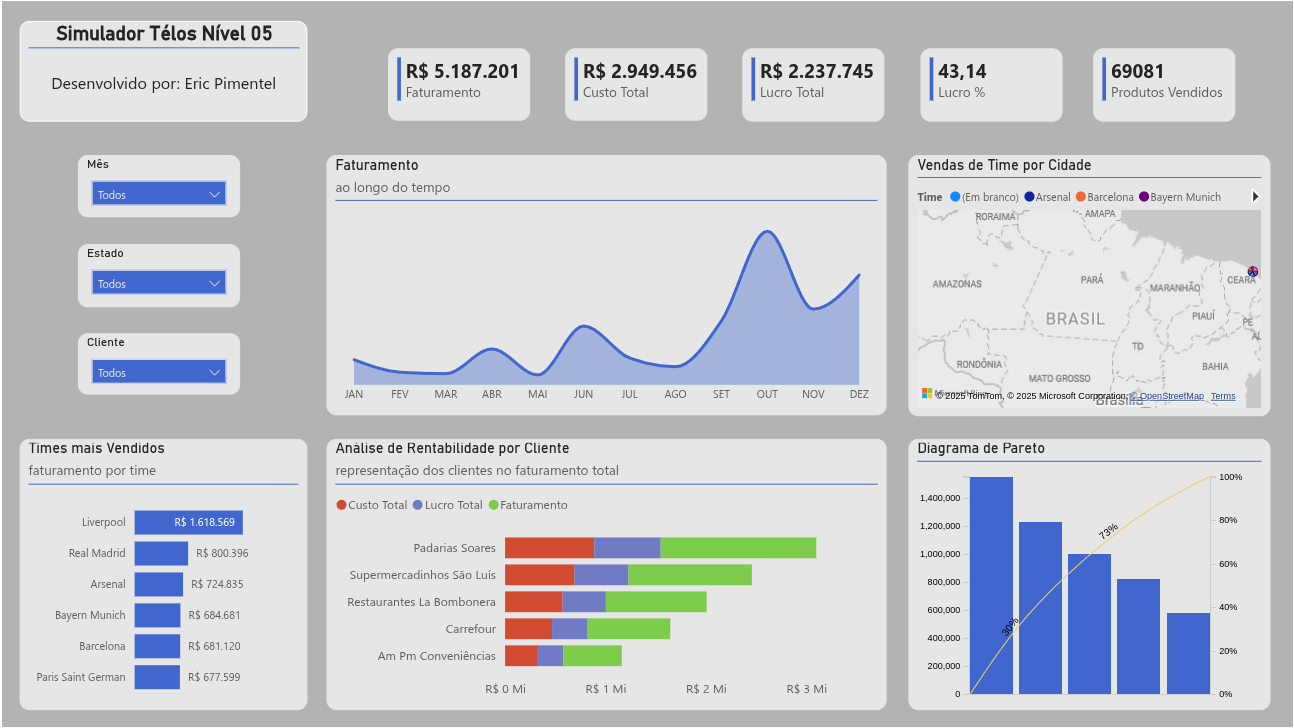 Simulador Télos Nível 05
Desenvolvido por: Eric Pimentel
R$ 5.187.201
Faturamento
R$ 2.949.456
Custo Total
R$ 2.237.745
Lucro Total
43,14
Lucro %
69081
Produtos Vendidos
Mês
Todos
Estado
Todos
Cliente
Todos
Faturamento
ao longo do tempo
JAN FEV MAR ABR MAI JUN JUL AGO SET OUT NOV DEZ
Vendas de Time por Cidade
Time (Em branco) Arsenal Barcelona Bayern Munich
RORAIMA
AMAPÁ
AMAZONAS
PARÁ
MARANHÃO
CEARÁ
BRASIL
PIAUÍ
PE
TO
AL
RONDÔNIA
BAHIA
MATO GROSSO
Brasília
© 2025 TomTom, © 2025 Microsoft Corporation, © OpenStreetMap Terms
Times mais Vendidos
faturamento por time
Liverpool R$ 1.618.569
Real Madrid R$ 800.396
Arsenal R$ 724.835
Bayern Munich R$ 684.681
Barcelona R$ 681.120
Paris Saint German R$ 677.599
Análise de Rentabilidade por Cliente
representação dos clientes no faturamento total
Custo Total Lucro Total Faturamento
Padarias Soares
Supermercadinhos São Luís
Restaurantes La Bombonera
Carrefour
Am Pm Conveniências
R$ 0 Mi R$ 1 Mi R$ 2 Mi R$ 3 Mi
Diagrama de Pareto
1,400,000
1,200,000
1,000,000
800,000
600,000
400,000
200,000
0
30%
73%
100%
80%
60%
40%
20%
0%